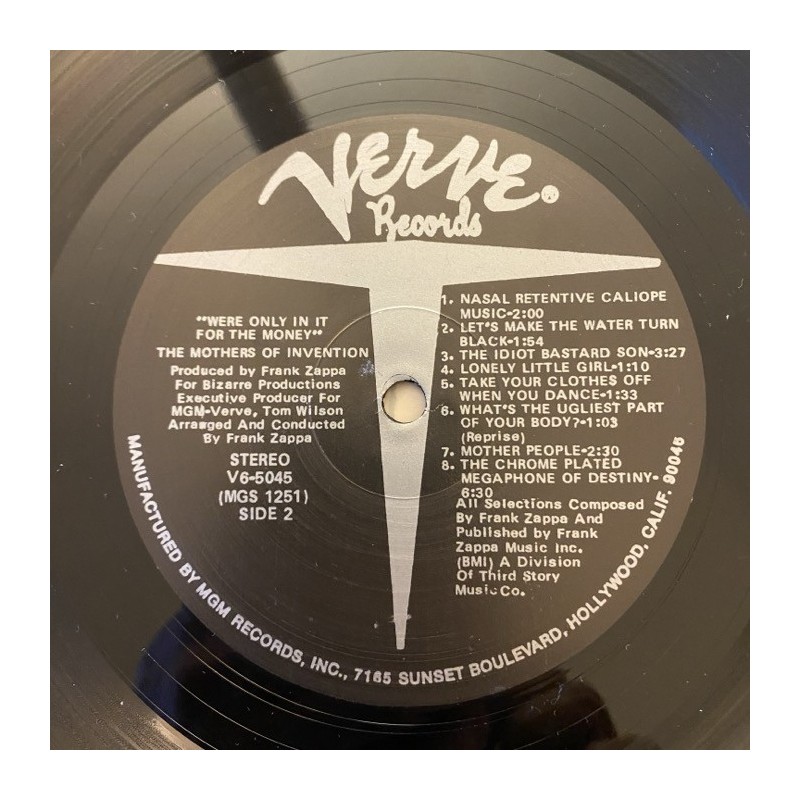 Verve®
Records
"WERE ONLY IN IT
FOR THE MONEY"
THE MOTHERS OF INVENTION
Produced by Frank Zappa
For Bizarre Productions
Executive Producer For
MGM-Verve, Tom Wilson
Arranged And Conducted
By Frank Zappa
STEREO
V6-5045
(MGS 1251)
SIDE 2
1. NASAL RETENTIVE CALIOPE
MUSIC-2:00
2. LET'S MAKE THE WATER TURN
BLACK-1:54
3. THE IDIOT BASTARD SON-3:27
4. LONELY LITTLE GIRL-1:10
5. TAKE YOUR CLOTHES OFF
WHEN YOU DANCE-1:33
6. WHAT'S THE UGLIEST PART
OF YOUR BODY?-1:03
(Reprise)
7. MOTHER PEOPLE-2:30
8. THE CHROME PLATED
MEGAPHONE OF DESTINY-
6:30
All Selections Composed
By Frank Zappa And
Published by Frank
Zappa Music Inc.
(BMI) A Division
Of Third Story
Music Co.
MANUFACTURED BY MGM RECORDS, INC., 7165 SUNSET BOULEVARD, HOLLYWOOD, CALIF. 90045